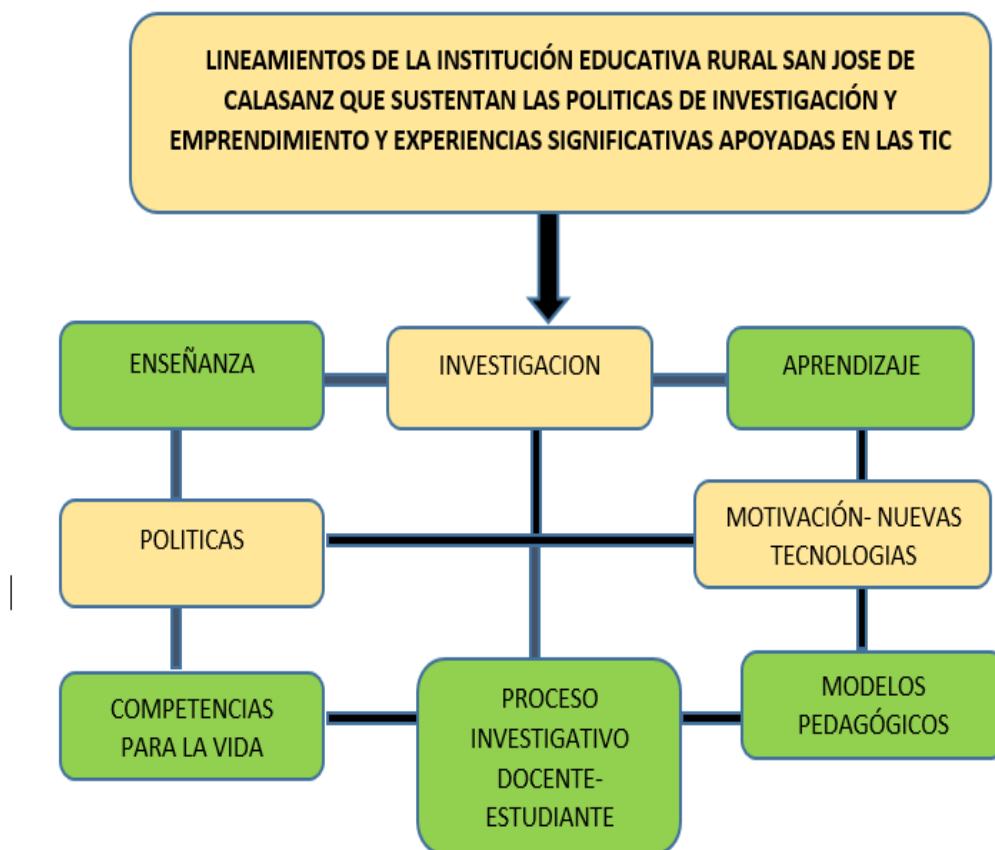 LINEAMIENTOS DE LA INSTITUCIÓN EDUCATIVA RURAL SAN JOSE DE
CALASANZ QUE SUSTENTAN LAS POLITICAS DE INVESTIGACIÓN Y
EMPRENDIMIENTO Y EXPERIENCIAS SIGNIFICATIVAS APOYADAS EN LAS TIC
ENSEÑANZA
INVESTIGACION
APRENDIZAJE
POLITICAS
MOTIVACIÓN- NUEVAS
TECNOLOGIAS
COMPETENCIAS
PARA LA VIDA
PROCESO
INVESTIGATIVO
DOCENTE-
ESTUDIANTE
MODELOS
PEDAGÓGICOS